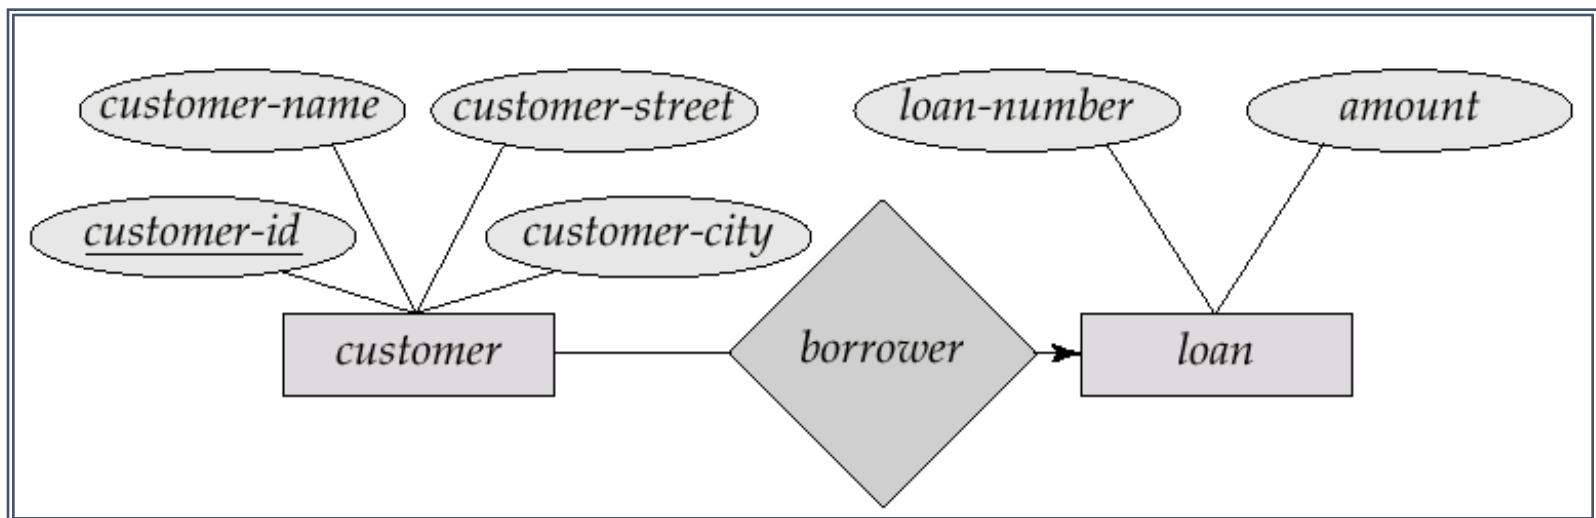 customer-name
customer-street
loan-number
amount
customer-id
customer-city
customer
borrower
loan